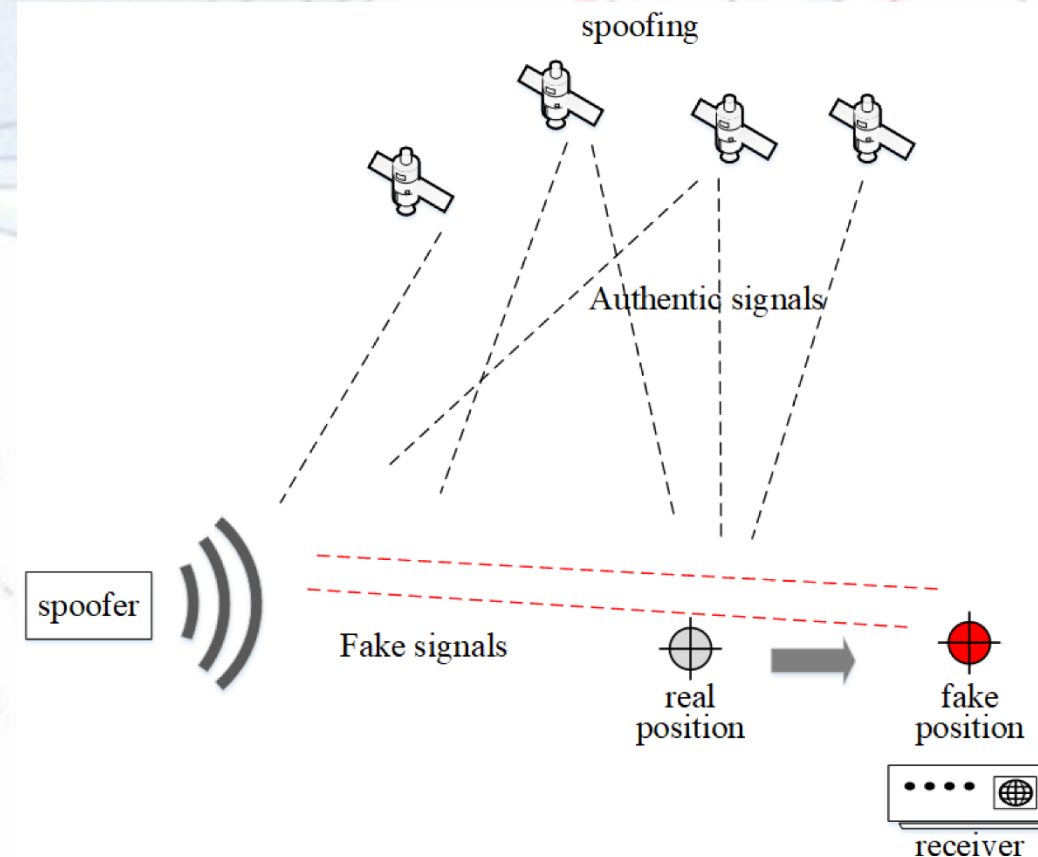 spoofing
Authentic signals
spoofer
Fake signals
real
position
fake
position
receiver